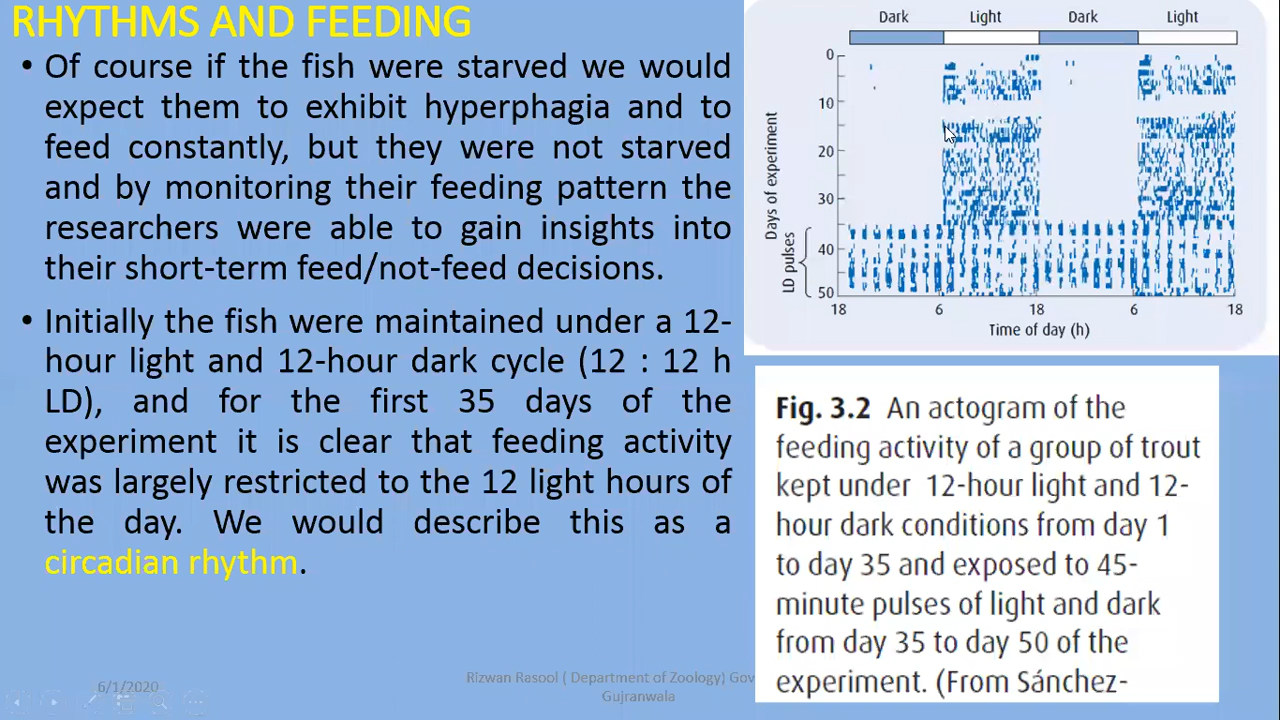 RHYTHMS AND FEEDING
• Of course if the fish were starved we would
expect them to exhibit hyperphagia and to
feed constantly, but they were not starved
and by monitoring their feeding pattern the
researchers were able to gain insights into
their short-term feed/not-feed decisions.
• Initially the fish were maintained under a 12-
hour light and 12-hour dark cycle (12 : 12 h
LD), and for the first 35 days of the
experiment it is clear that feeding activity
was largely restricted to the 12 light hours of
the day. We would describe this as a
circadian rhythm.
Dark Light Dark Light
Days of experiment
LD pulses
0
10
20
30
40
50
18 6 18 6 18
Time of day (h)
Fig. 3.2 An actogram of the
feeding activity of a group of trout
kept under 12-hour light and 12-
hour dark conditions from day 1
to day 35 and exposed to 45-
minute pulses of light and dark
from day 35 to day 50 of the
experiment. (From Sánchez-
6/1/2020
Rizwan Rasool ( Department of Zoology) Gov
Gujranwala